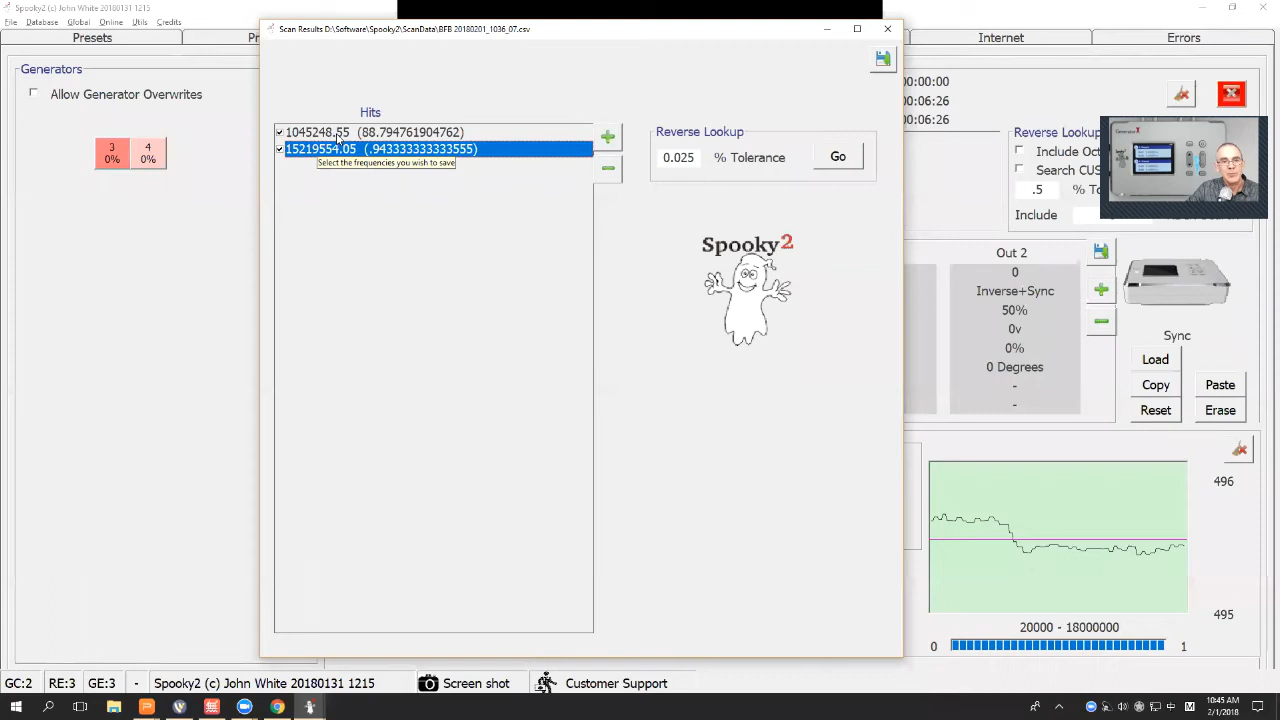 Spooky2 (c) John White 20180131 1215
File Database Global Online Utils Credits
Presets
Internet
Errors
Scan Results D:\Software\Spooky2\ScanData\BFB 20180201_1036_07.csv
Generators
Allow Generator Overwrites
3
0%
4
0%
Hits
1045248.55 (88.794761904762)
15219554.05 (.943333333333555)
Select the frequencies you wish to save
Reverse Lookup
0.025 % Tolerance Go
Spooky2
:00:00:00
:06:26
:06:26
Reverse Lookup
Include Oct
Search CUS
.5 % T
Include
Out 2
0
Inverse+Sync
50%
0v
0%
0 Degrees
-
-
Sync
Load
Copy Paste
Reset Erase
496
495
20000 - 18000000
0 1
GC:2 RE:3 GE:3 - Spooky2 (c) John White 20180131 1215 Screen shot Customer Support
10:45 AM
2/1/2018